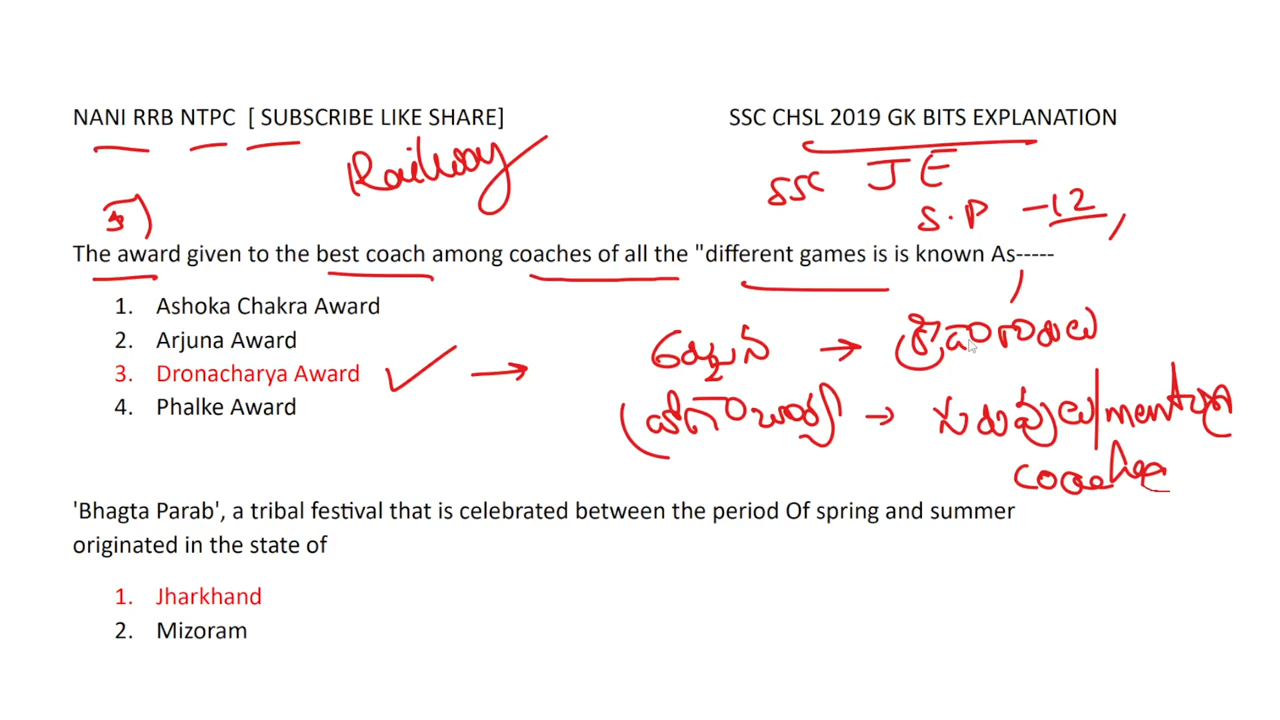 NANI RRB NTPC [ SUBSCRIBE LIKE SHARE]
SSC CHSL 2019 GK BITS EXPLANATION
Railway
SSC JE
S.P -12,
The award given to the best coach among coaches of all the "different games is is known As-----
1. Ashoka Chakra Award
2. Arjuna Award
3. Dronacharya Award
4. Phalke Award
→
→ mentors
coaches
'Bhagta Parab', a tribal festival that is celebrated between the period Of spring and summer
originated in the state of
1. Jharkhand
2. Mizoram